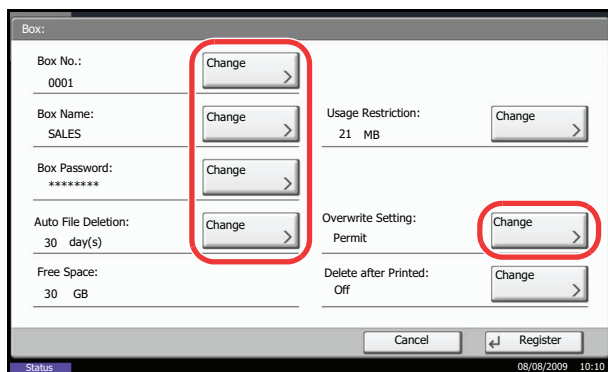 Box:
Box No.:
0001
Change
Box Name:
SALES
Change
Usage Restriction:
21 MB
Change
Box Password:
********
Change
Auto File Deletion:
30 day(s)
Change
Overwrite Setting:
Permit
Change
Free Space:
30 GB
Delete after Printed:
Off
Change
Cancel
Register
Status
08/08/2009 10:10